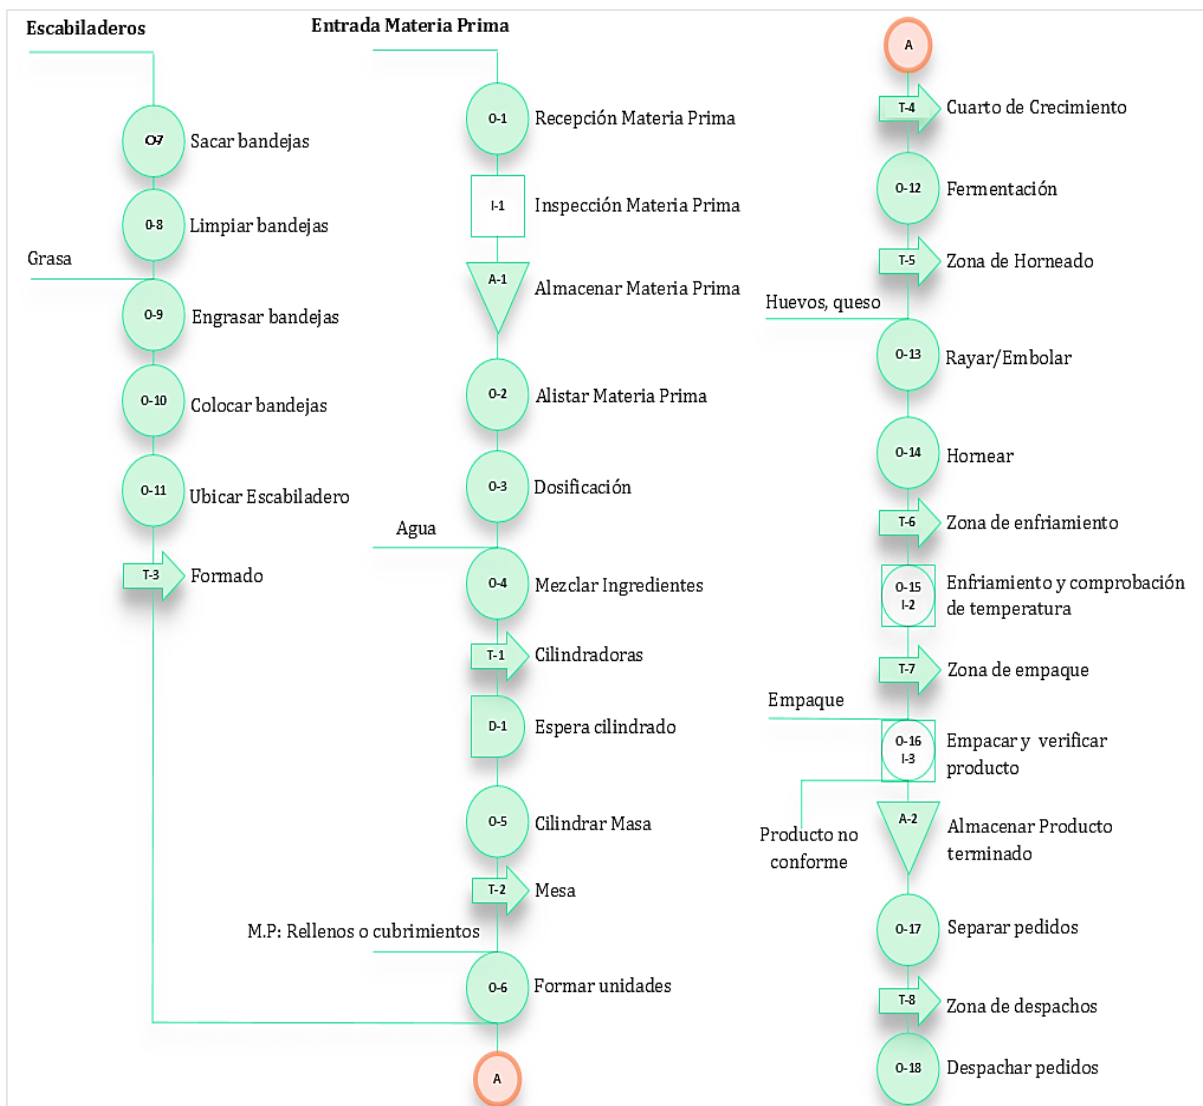 Escabiladeros
O-7
Sacar bandejas
0-8
Limpiar bandejas
Grasa
O-9
Engrasar bandejas
O-10
Colocar bandejas
O-11
Ubicar Escabiladero
T-3
Formado
Entrada Materia Prima
O-1
Recepción Materia Prima
I-1
Inspección Materia Prima
A-1
Almacenar Materia Prima
O-2
Alistar Materia Prima
O-3
Dosificación
Agua
O-4
Mezclar Ingredientes
T-1
Cilindradoras
D-1
Espera cilindrado
O-5
Cilindrar Masa
T-2
Mesa
M.P: Rellenos o cubrimientos
O-6
Formar unidades
A
A
T-4
Cuarto de Crecimiento
O-12
Fermentación
T-5
Zona de Horneado
Huevos, queso
O-13
Rayar/Embolar
O-14
Hornear
T-6
Zona de enfriamiento
O-15
I-2
Enfriamiento y comprobación
de temperatura
T-7
Zona de empaque
Empaque
O-16
I-3
Empacar y verificar
producto
Producto no
conforme
A-2
Almacenar Producto
terminado
O-17
Separar pedidos
T-8
Zona de despachos
O-18
Despachar pedidos